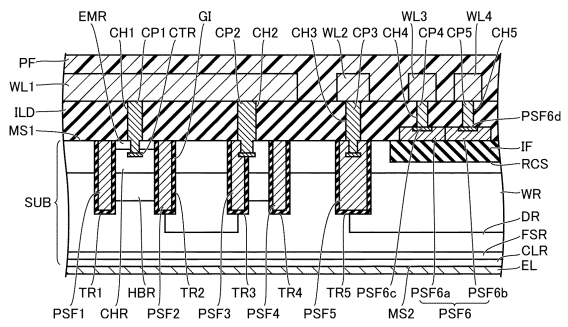 EMR CH1 CP1 CTR GI CP2 CH2 CH3 WL2 CP3 CH4 WL3 CP4 CP5 WL4 CH5
PF
WL1
ILD
PSF6d
MS1
IF
RCS
SUB
WR
DR
FSR
CLR
EL
TR1 HBR TR2 TR3 TR4 TR5 PSF6c MS2 PSF6a PSF6b
PSF1 CHR PSF2 PSF3 PSF4 PSF5 PSF6